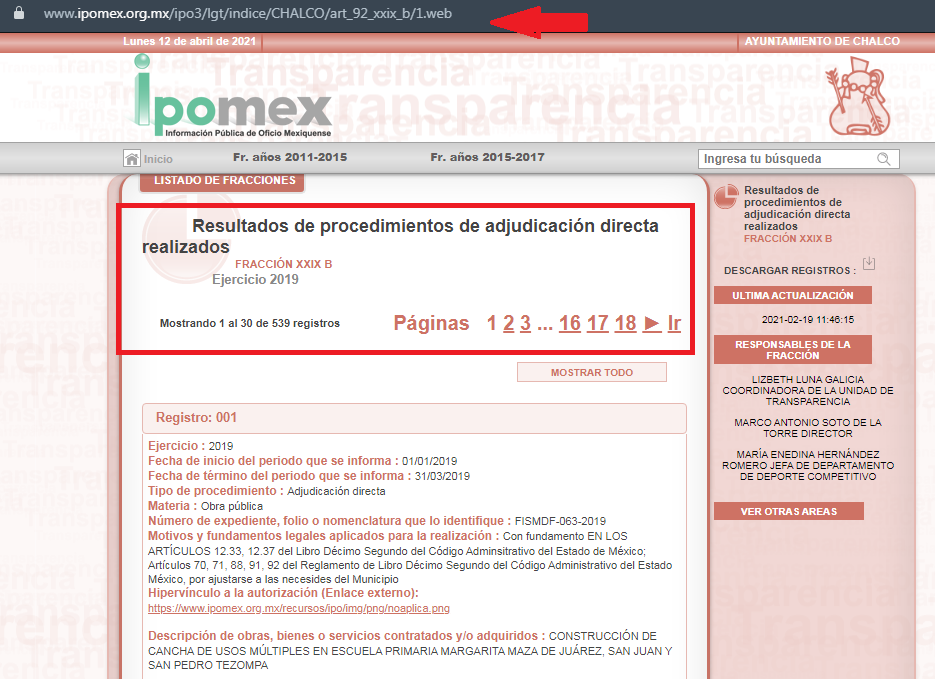 www.ipomex.org.mx/ipo3/lgt/indice/CHALCO/art_92_xxix_b/1.web
Lunes 12 de abril de 2021
AYUNTAMIENTO DE CHALCO
ipomex
Información Pública de Oficio Mexiquense
Inicio
Fr. años 2011-2015
Fr. años 2015-2017
Ingresa tu búsqueda
LISTADO DE FRACCIONES
Resultados de procedimientos de adjudicación directa
realizados
FRACCIÓN XXIX B
Ejercicio 2019
Mostrando 1 al 30 de 539 registros
Páginas 1 2 3 ... 16 17 18 ► Ir
MOSTRAR TODO
Registro: 001
Ejercicio : 2019
Fecha de inicio del periodo que se informa : 01/01/2019
Fecha de término del periodo que se informa : 31/03/2019
Tipo de procedimiento : Adjudicación directa
Materia : Obra pública
Número de expediente, folio o nomenclatura que lo identifique : FISMDF-063-2019
Motivos y fundamentos legales aplicados para la realización : Con fundamento EN LOS
ARTÍCULOS 12.33, 12.37 del Libro Décimo Segundo del Código Adminsitrativo del Estado de México;
Artículos 70, 71, 88, 91, 92 del Reglamento de Libro Décimo Segundo del Código Administrativo del Estado
México, por ajustarse a las necesides del Municipio
Hipervínculo a la autorización (Enlace externo):
https://www.ipomex.org.mx/recursos/ipo/img/png/noaplica.png
Descripción de obras, bienes o servicios contratados y/o adquiridos : CONSTRUCCIÓN DE
CANCHA DE USOS MÚLTIPLES EN ESCUELA PRIMARIA MARGARITA MAZA DE JUÁREZ, SAN JUAN Y
SAN PEDRO TEZOMPA
Resultados de
procedimientos de
adjudicación directa
realizados
FRACCIÓN XXIX B
DESCARGAR REGISTROS :
ULTIMA ACTUALIZACIÓN
2021-02-19 11:46:15
RESPONSABLES DE LA
FRACCIÓN
LIZBETH LUNA GALICIA
COORDINADORA DE LA UNIDAD DE
TRANSPARENCIA
MARCO ANTONIO SOTO DE LA
TORRE DIRECTOR
MARÍA ENEDINA HERNÁNDEZ
ROMERO JEFA DE DEPARTAMENTO
DE DEPORTE COMPETITIVO
VER OTRAS AREAS